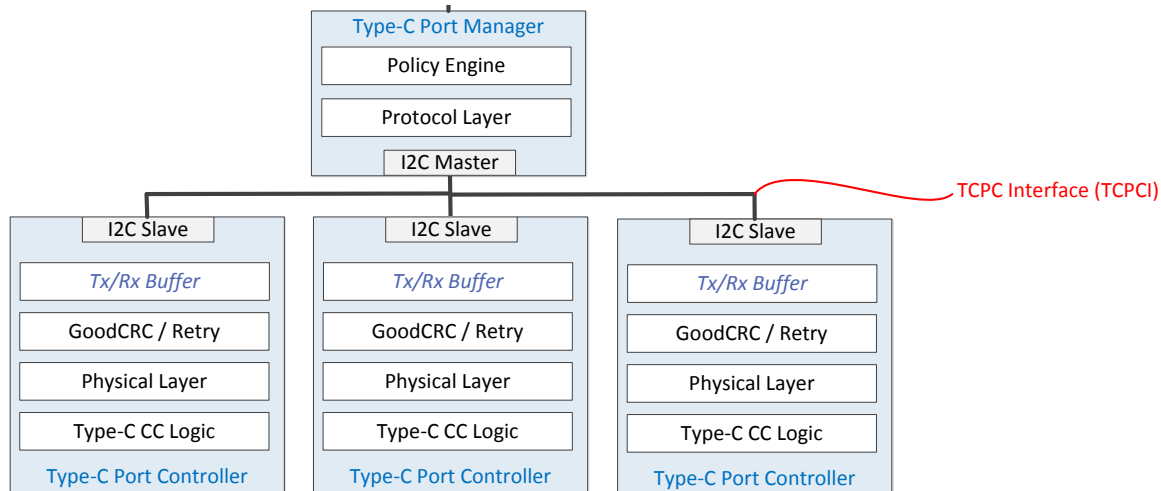 Type-C Port Manager
Policy Engine
Protocol Layer
I2C Master
TCPC Interface (TCPCI)
I2C Slave
Tx/Rx Buffer
GoodCRC / Retry
Physical Layer
Type-C CC Logic
Type-C Port Controller
I2C Slave
Tx/Rx Buffer
GoodCRC / Retry
Physical Layer
Type-C CC Logic
Type-C Port Controller
I2C Slave
Tx/Rx Buffer
GoodCRC / Retry
Physical Layer
Type-C CC Logic
Type-C Port Controller